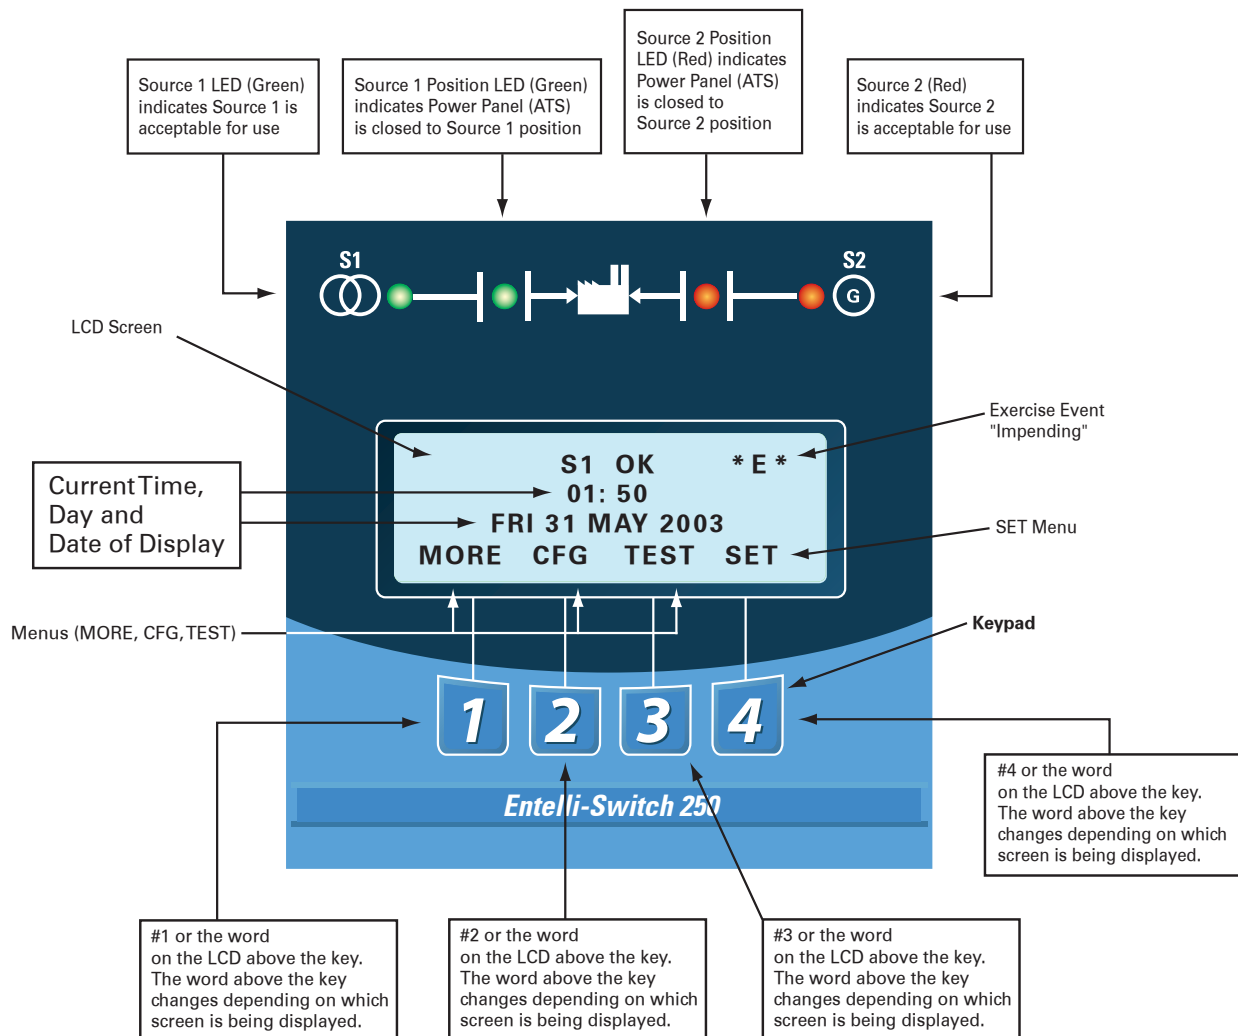 Source 1 LED (Green)
indicates Source 1 is
acceptable for use
Source 1 Position LED (Green)
indicates Power Panel (ATS)
is closed to Source 1 position
Source 2 Position
LED (Red) indicates
Power Panel (ATS)
is closed to
Source 2 position
Source 2 (Red)
indicates Source 2
is acceptable for use
S1
S2
G
LCD Screen
Exercise Event
"Impending"
S1 OK *E*
01: 50
FRI 31 MAY 2003
MORE CFG TEST SET
Current Time,
Day and
Date of Display
SET Menu
Menus (MORE, CFG, TEST)
Keypad
1 2 3 4
Entelli-Switch 250
#4 or the word
on the LCD above the key.
The word above the key
changes depending on which
screen is being displayed.
#1 or the word
on the LCD above the key.
The word above the key
changes depending on which
screen is being displayed.
#2 or the word
on the LCD above the key.
The word above the key
changes depending on which
screen is being displayed.
#3 or the word
on the LCD above the key.
The word above the key
changes depending on which
screen is being displayed.